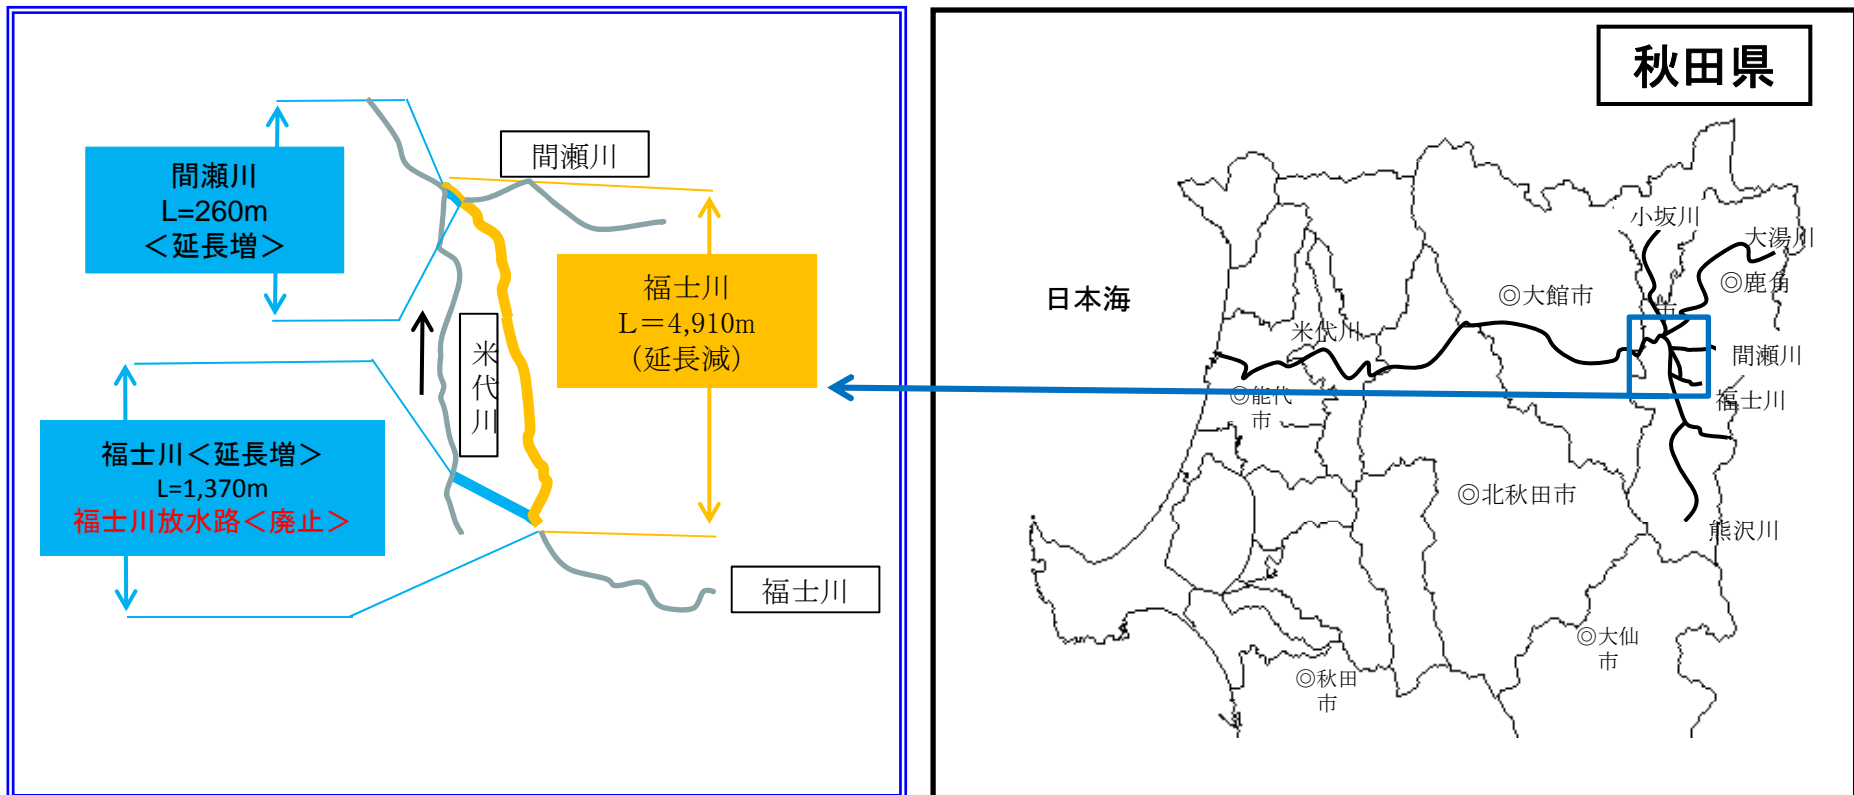 間瀬川
間瀬川
L=260m
＜延長増＞
福士川
L＝4,910m
（延長減）
米代川
福士川＜延長増＞
L=1,370m
福士川放水路＜廃止＞
福士川
秋田県
小坂川
大湯川
◎鹿角
市
◎大館市
日本海
米代川
間瀬川
◎能代
市
福士川
◎北秋田市
熊沢川
◎大仙
市
◎秋田
市